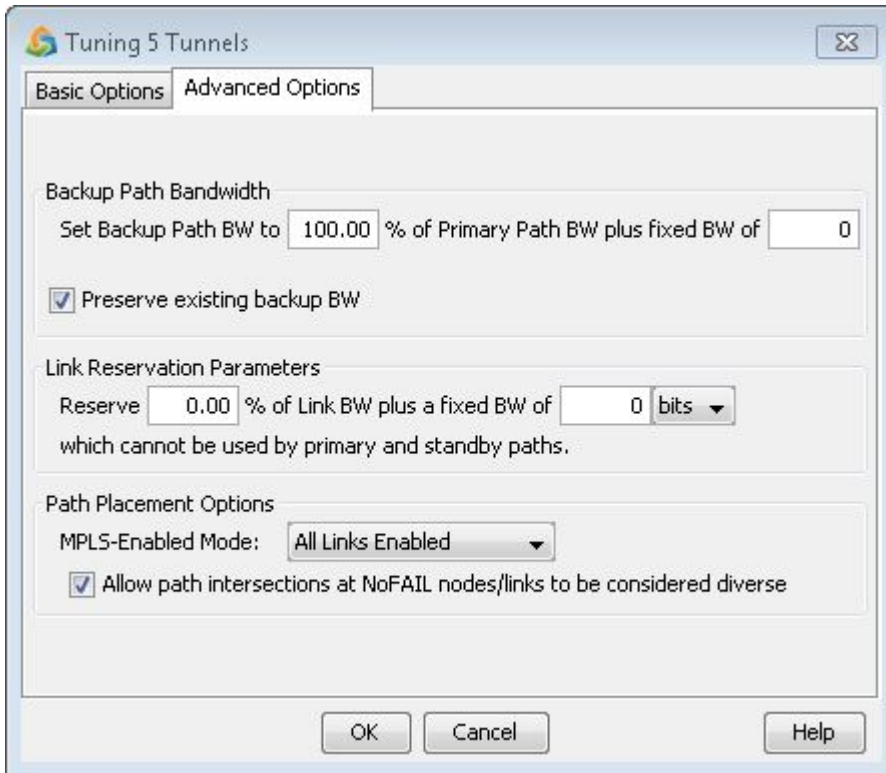 Tuning 5 Tunnels
Basic Options Advanced Options
Backup Path Bandwidth
Set Backup Path BW to 100.00 % of Primary Path BW plus fixed BW of 0
Preserve existing backup BW
Link Reservation Parameters
Reserve 0.00 % of Link BW plus a fixed BW of 0 bits
which cannot be used by primary and standby paths.
Path Placement Options
MPLS-Enabled Mode: All Links Enabled
Allow path intersections at NoFAIL nodes/links to be considered diverse
OK Cancel Help